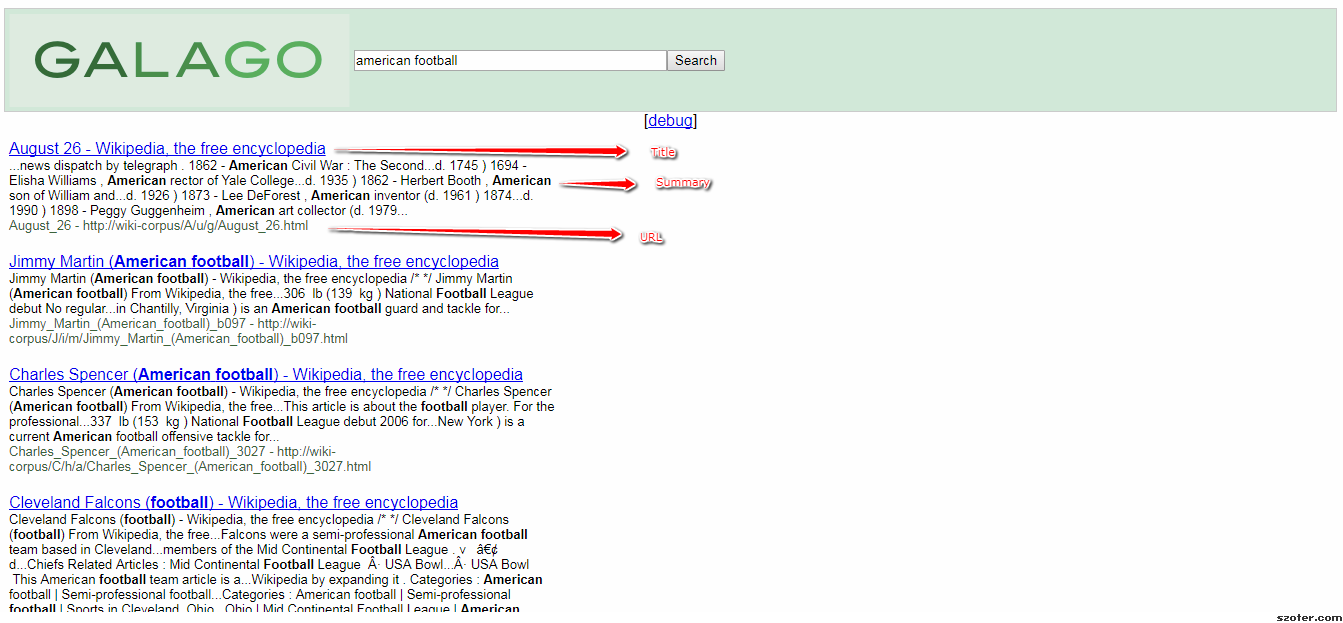 GALAGO
american football Search
[debug]
August 26 - Wikipedia, the free encyclopedia Title
...news dispatch by telegraph . 1862 - American Civil War : The Second...d. 1745 ) 1694 -
Elisha Williams , American rector of Yale College...d. 1935 ) 1862 - Herbert Booth , American Summary
son of William and...d. 1926 ) 1873 - Lee DeForest , American inventor (d. 1961 ) 1874...d.
1990 ) 1898 - Peggy Guggenheim , American art collector (d. 1979...
August_26 - http://wiki-corpus/A/u/g/August_26.html URL
Jimmy Martin (American football) - Wikipedia, the free encyclopedia
Jimmy Martin (American football) - Wikipedia, the free encyclopedia /* */ Jimmy Martin
(American football) From Wikipedia, the free...306 lb (139 kg ) National Football League
debut No regular...in Chantilly, Virginia ) is an American football guard and tackle for...
Jimmy_Martin_(American_football)_b097 - http://wiki-
corpus/J/i/m/Jimmy_Martin_(American_football)_b097.html
Charles Spencer (American football) - Wikipedia, the free encyclopedia
Charles Spencer (American football) - Wikipedia, the free encyclopedia /* */ Charles Spencer
(American football) From Wikipedia, the free...This article is about the football player. For the
professional...337 lb (153 kg ) National Football League debut 2006 for...New York ) is a
current American football offensive tackle for...
Charles_Spencer_(American_football)_3027 - http://wiki-
corpus/C/h/a/Charles_Spencer_(American_football)_3027.html
Cleveland Falcons (football) - Wikipedia, the free encyclopedia
Cleveland Falcons (football) - Wikipedia, the free encyclopedia /* */ Cleveland Falcons
(football) From Wikipedia, the free...Falcons were a semi-professional American football
team based in Cleveland...members of the Mid Continental Football League . v â€¢
d...Chiefs Related Articles : Mid Continental Football League Â· USA Bowl...Â· USA Bowl
This American football team article is a...Wikipedia by expanding it . Categories : American
football | Semi-professional football...Categories : American football | Semi-professional
football | Sports in Cleveland, Ohio , Ohio | Mid Continental Football League | American
szoter.com